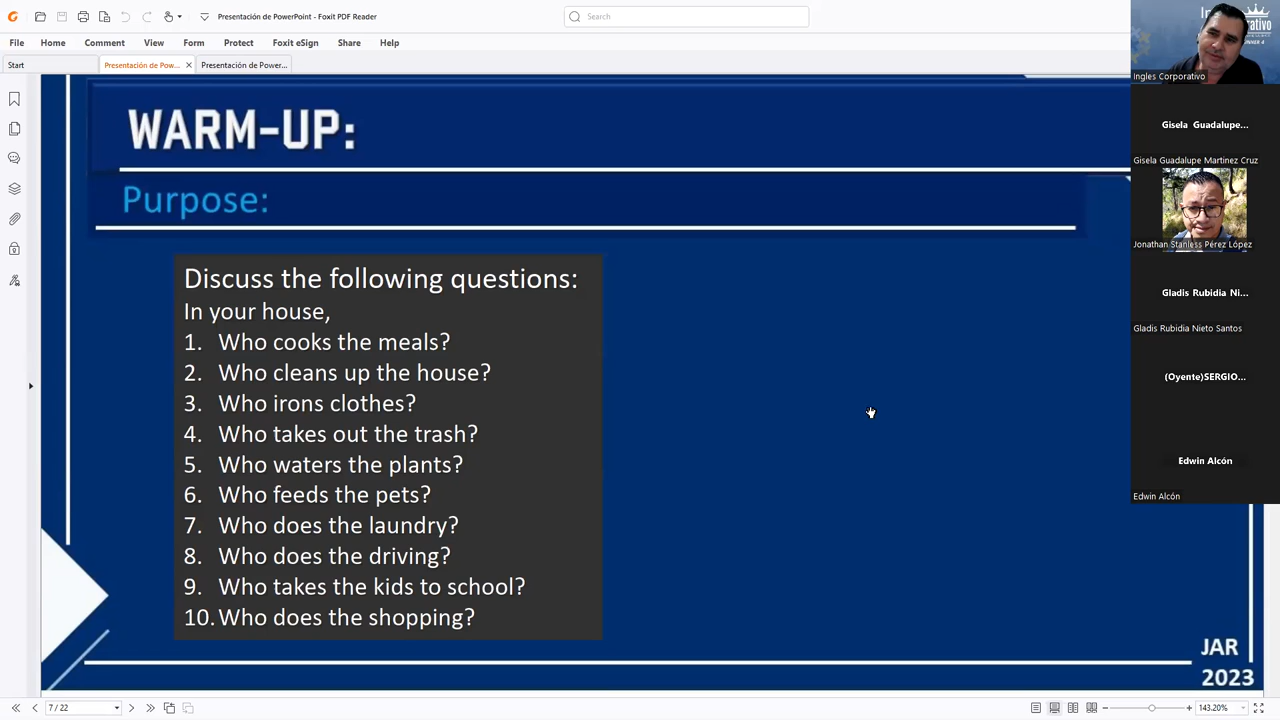 Presentación de PowerPoint - Foxit PDF Reader
Search
File Home Comment View Form Protect Foxit eSign Share Help
Start
Presentación de Pow...
Presentación de Power...
WARM-UP:
Purpose:
Discuss the following questions:
In your house,
1. Who cooks the meals?
2. Who cleans up the house?
3. Who irons clothes?
4. Who takes out the trash?
5. Who waters the plants?
6. Who feeds the pets?
7. Who does the laundry?
8. Who does the driving?
9. Who takes the kids to school?
10. Who does the shopping?
JAR
2023
Ingles Corporativo
Gisela Guadalupe...
Gisela Guadalupe Martinez Cruz
Jonathan Stanless Pérez López
Gladis Rubidia Ni...
Gladis Rubidia Nieto Santos
(Oyente)SERGIO...
Edwin Alcón
Edwin Alcón
7 / 22
143.20%